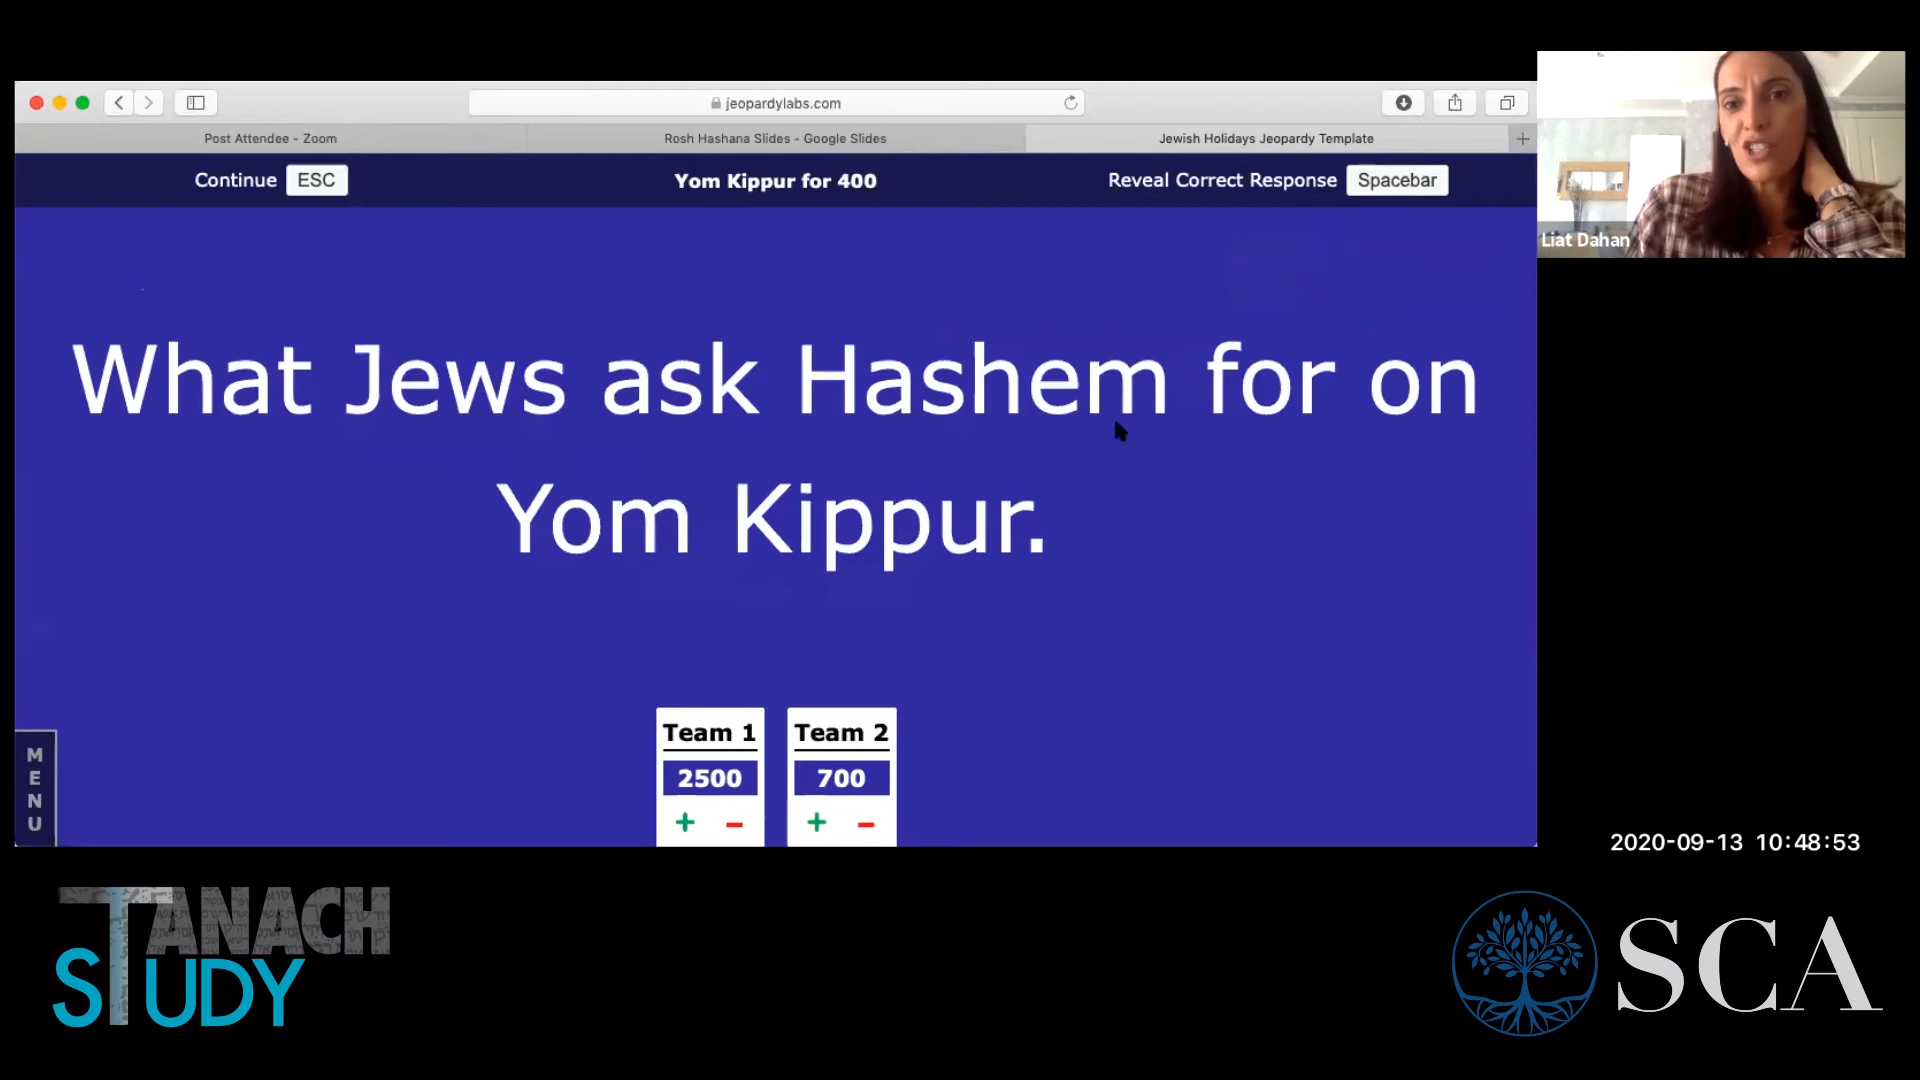 jeopardylabs.com
Post Attendee - Zoom
Rosh Hashana Slides - Google Slides
Jewish Holidays Jeopardy Template
Continue ESC
Yom Kippur for 400
Reveal Correct Response Spacebar
Liat Dahan
What Jews ask Hashem for on
Yom Kippur.
MENU
Team 1
2500
+ −
Team 2
700
+ −
2020-09-13 10:48:53
TANACH
STUDY
SCA